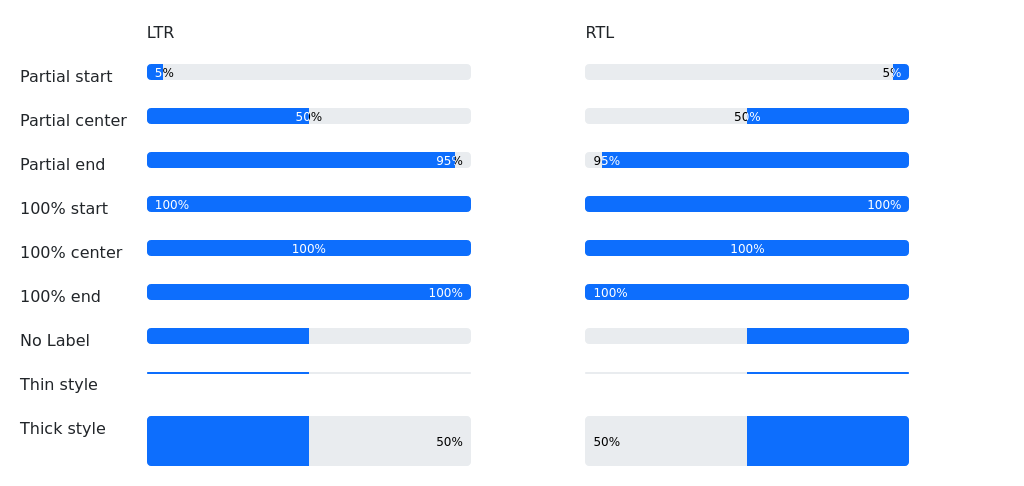 LTR RTL
Partial start 5% 5%
Partial center 50% 50%
Partial end 95% 95%
100% start 100% 100%
100% center 100% 100%
100% end 100% 100%
No Label
Thin style
Thick style 50% 50%